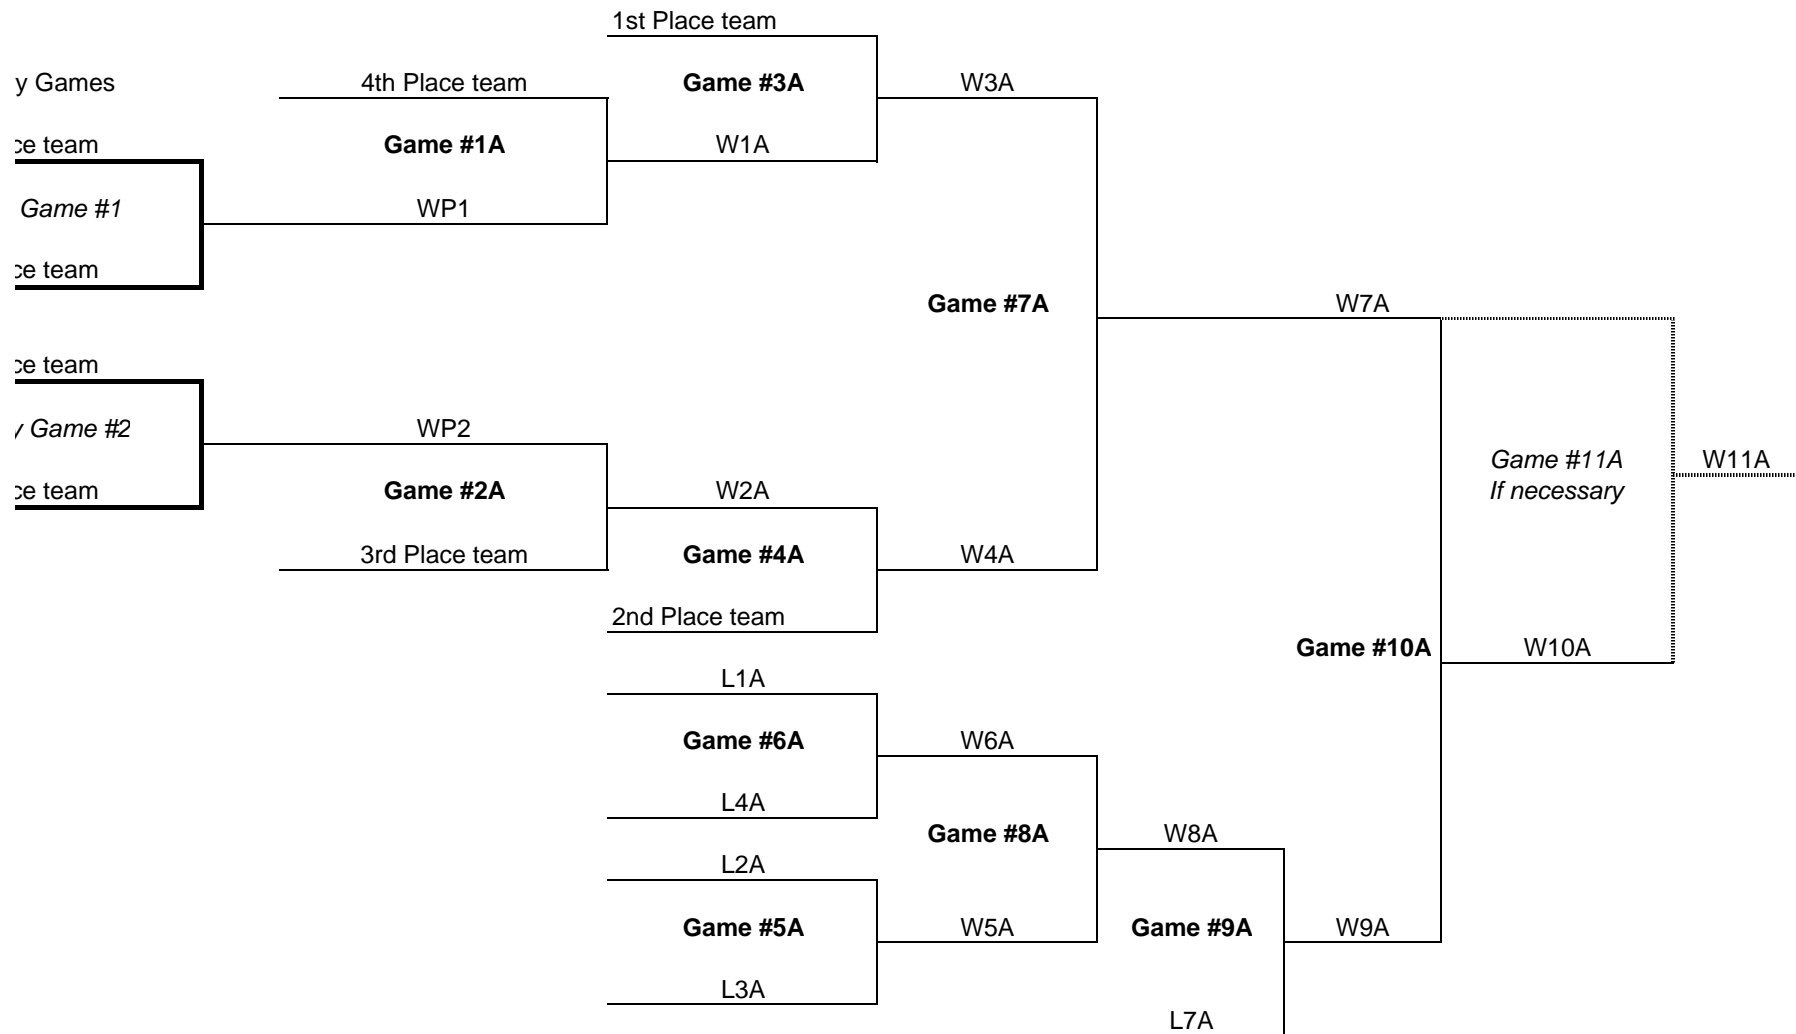 1st Place team
y Games
4th Place team
Game #3A
W3A
ce team
Game #1A
W1A
Game #1
WP1
ce team
Game #7A
W7A
ce team
y Game #2
WP2
Game #11A
If necessary
W11A
ce team
Game #2A
W2A
3rd Place team
Game #4A
W4A
2nd Place team
Game #10A
W10A
L1A
Game #6A
W6A
L4A
Game #8A
W8A
L2A
Game #5A
W5A
Game #9A
W9A
L3A
L7A